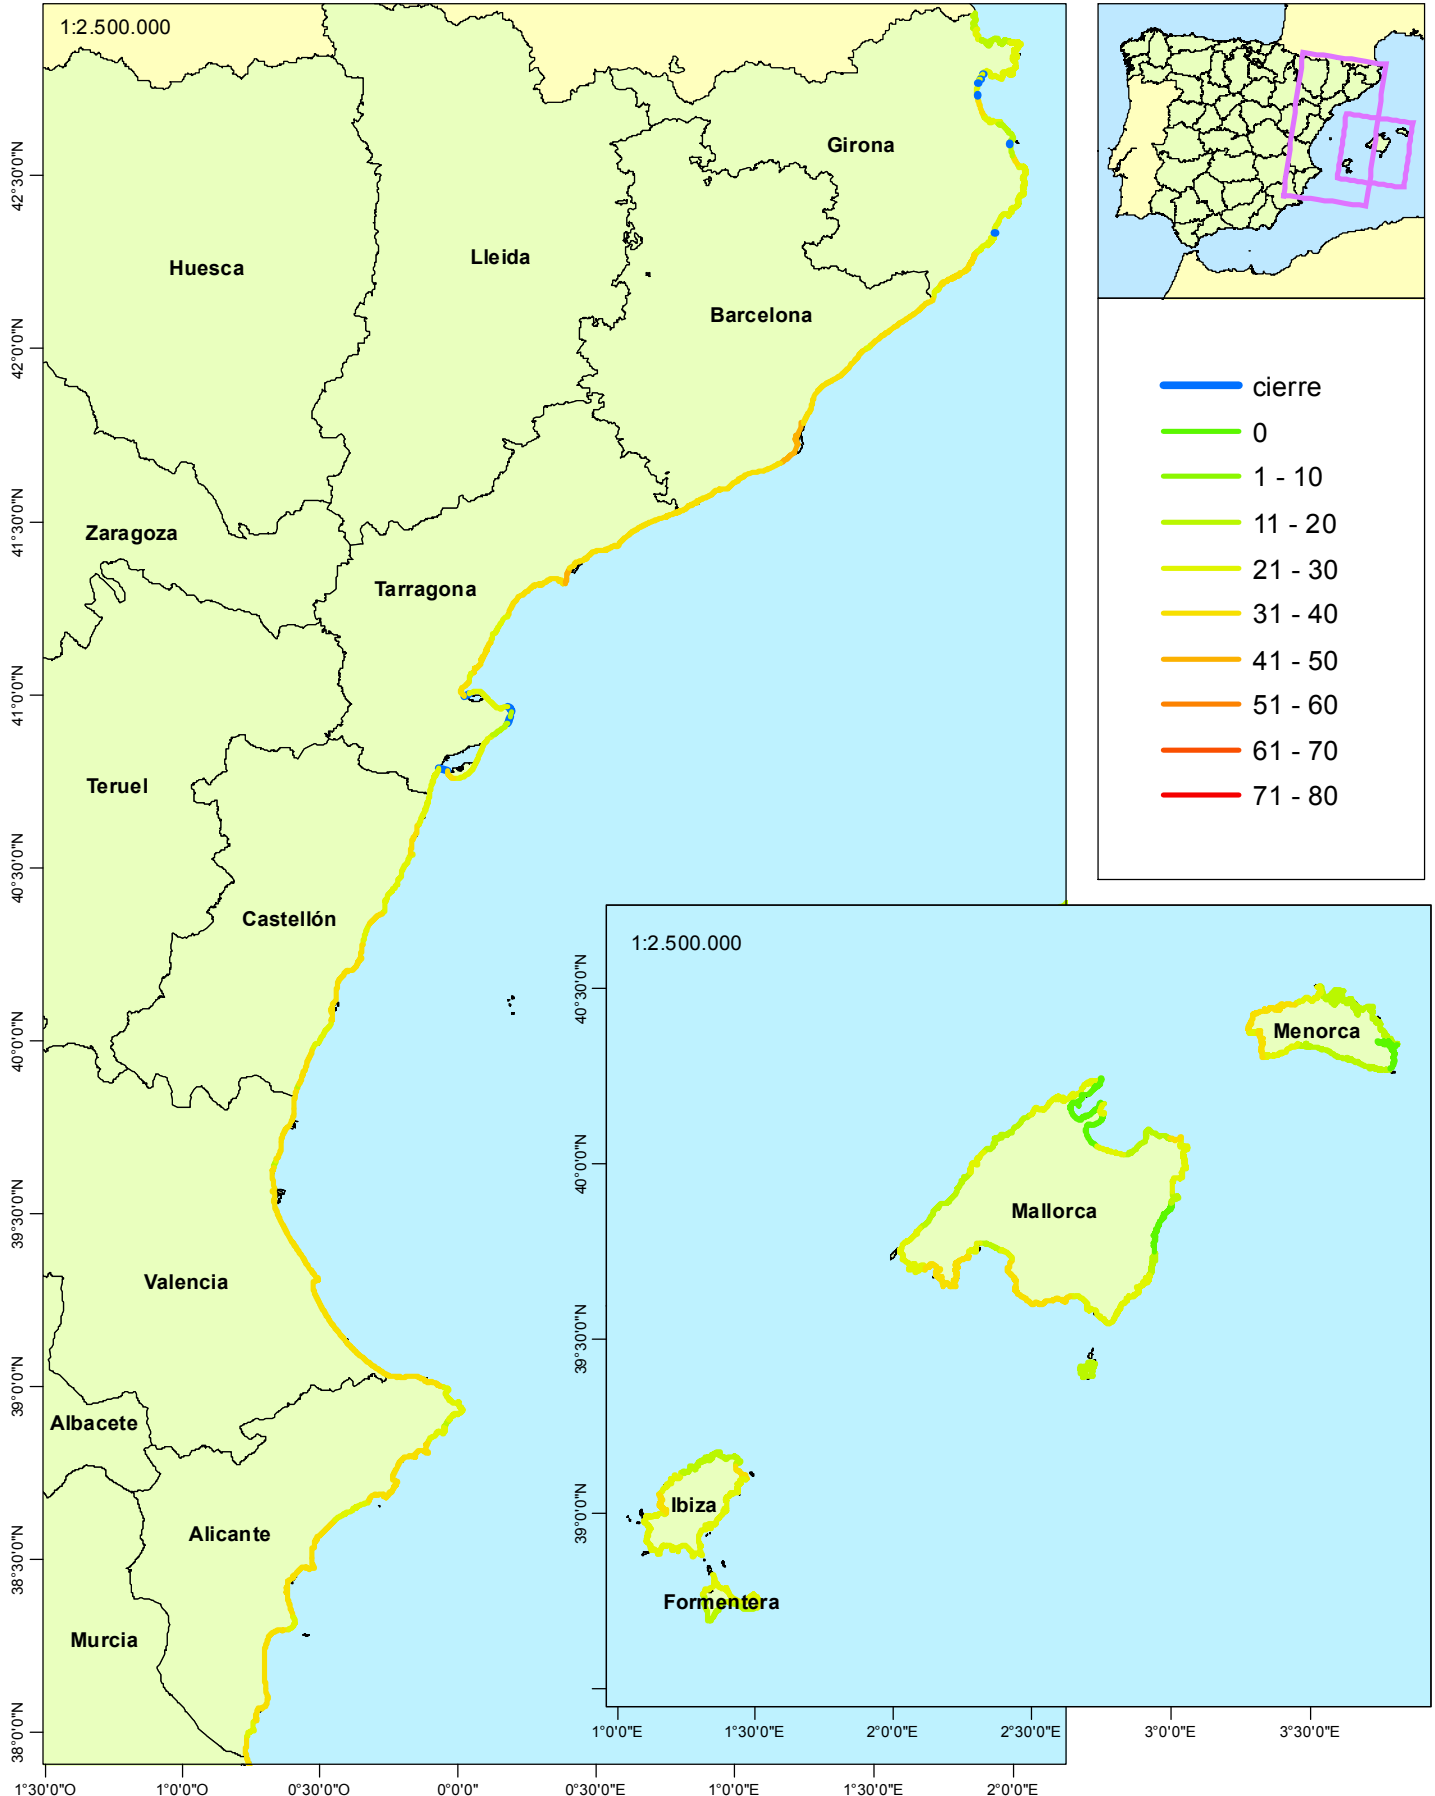 1:2.500.000
Girona
Huesca
Lleida
Barcelona
Zaragoza
Tarragona
Teruel
Castellón
Valencia
Albacete
Alicante
Murcia
42°30'0"N
42°0'0"N
41°30'0"N
41°0'0"N
40°30'0"N
40°0'0"N
39°30'0"N
39°0'0"N
38°30'0"N
38°0'0"N
1°30'0"O
1°0'0"O
0°30'0"O
0°0'0"
0°30'0"E
1°0'0"E
1°30'0"E
2°0'0"E
cierre
0
1 - 10
11 - 20
21 - 30
31 - 40
41 - 50
51 - 60
61 - 70
71 - 80
1:2.500.000
Menorca
Mallorca
Ibiza
Formentera
40°30'0"N
40°0'0"N
39°30'0"N
39°0'0"N
1°0'0"E
1°30'0"E
2°0'0"E
2°30'0"E
3°0'0"E
3°30'0"E